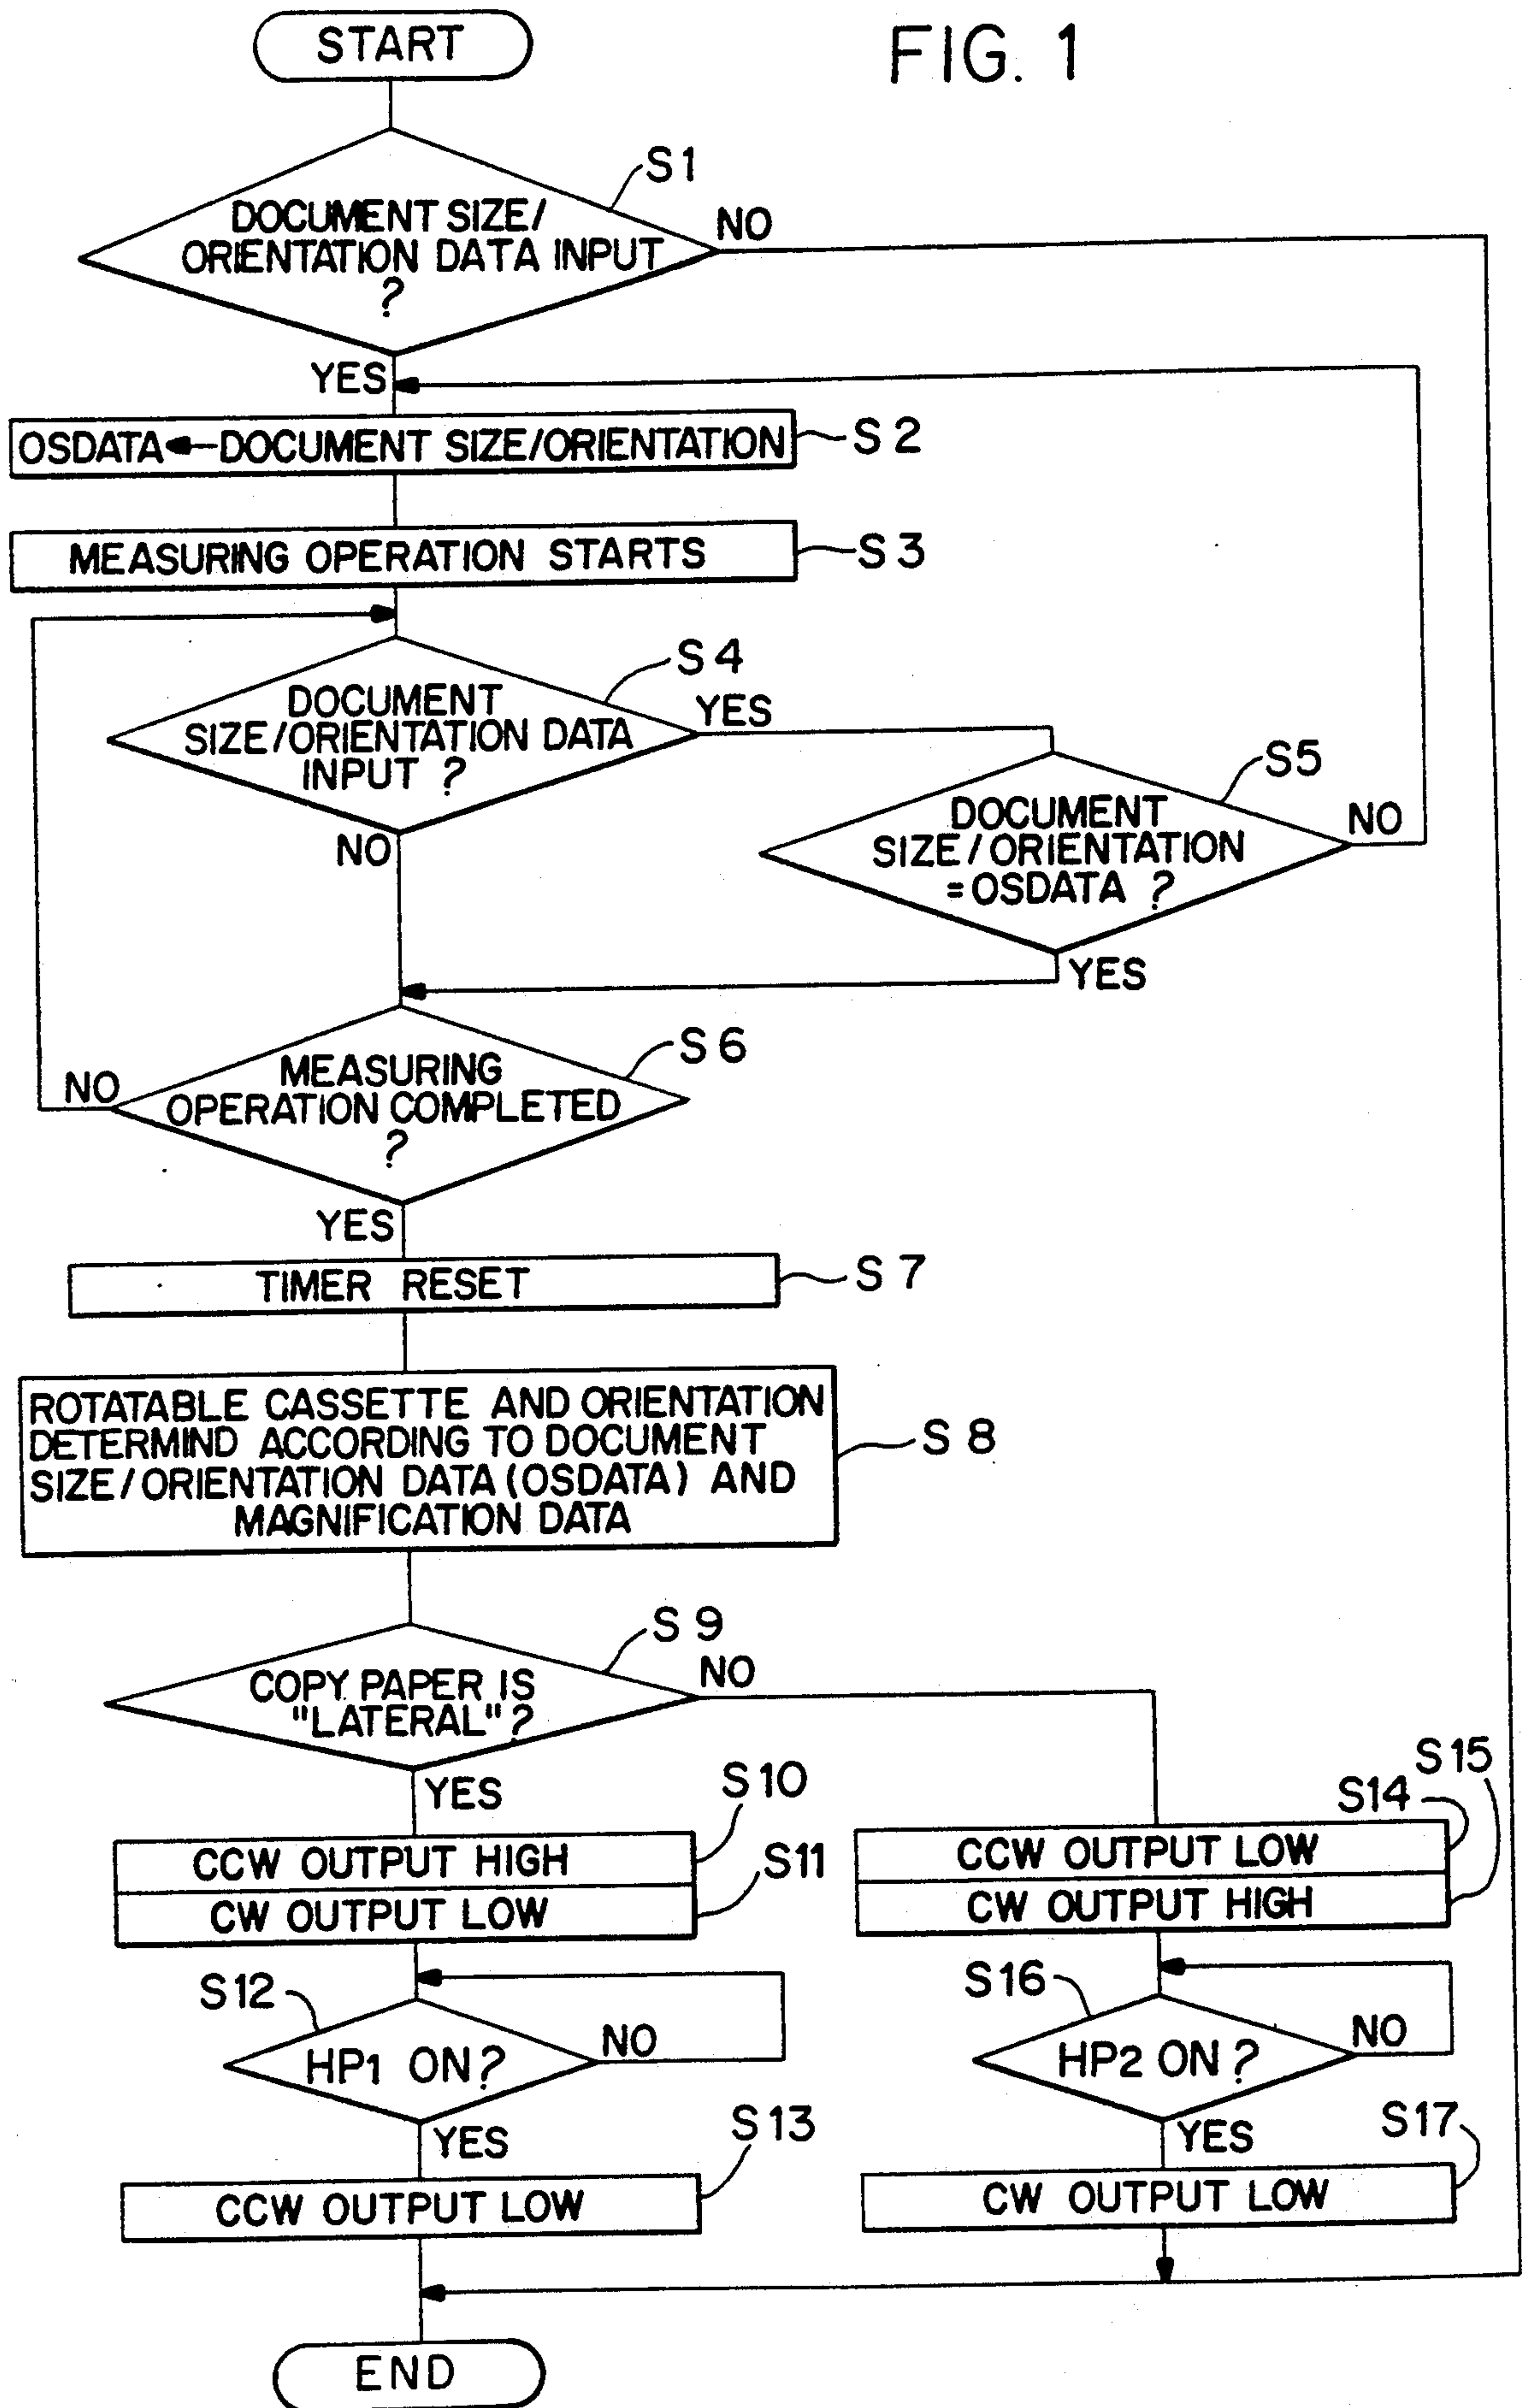 FIG. 1
START
S1
DOCUMENT SIZE/
ORIENTATION DATA INPUT
?
NO
YES
OSDATA←DOCUMENT SIZE/ORIENTATION
S2
MEASURING OPERATION STARTS
S3
S4
DOCUMENT
SIZE/ORIENTATION DATA
INPUT ?
YES
NO
S5
DOCUMENT
SIZE/ORIENTATION
=OSDATA ?
NO
YES
S6
MEASURING
OPERATION COMPLETED
?
NO
YES
TIMER RESET
S7
ROTATABLE CASSETTE AND ORIENTATION
DETERMIND ACCORDING TO DOCUMENT
SIZE/ORIENTATION DATA (OSDATA) AND
MAGNIFICATION DATA
S8
S9
COPY PAPER IS
"LATERAL"?
NO
YES
S10
CCW OUTPUT HIGH
S11
CW OUTPUT LOW
S12
HP1 ON?
NO
YES
S13
CCW OUTPUT LOW
S14
S15
CCW OUTPUT LOW
CW OUTPUT HIGH
S16
HP2 ON?
NO
YES
S17
CW OUTPUT LOW
END